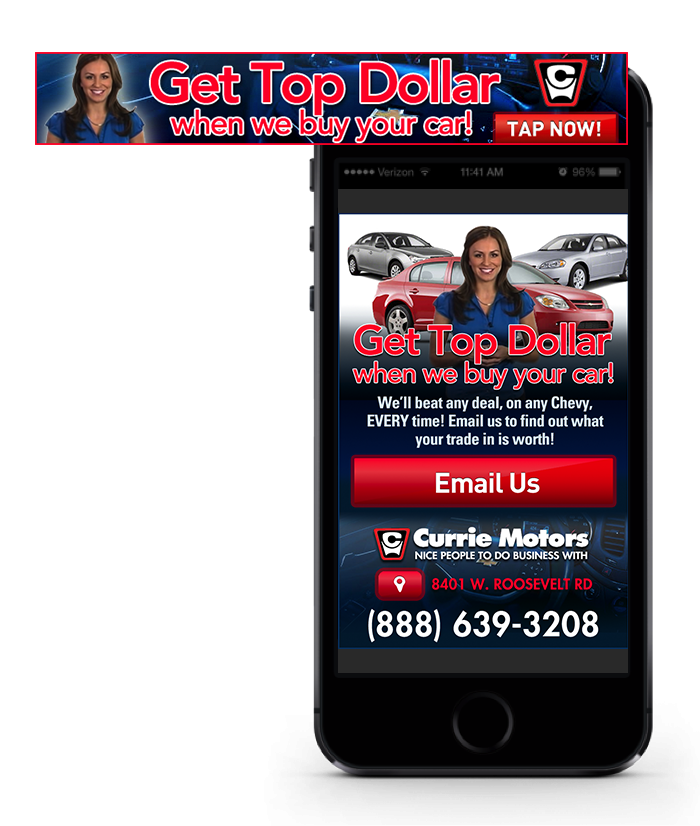 Get Top Dollar
when we buy your car!
TAP NOW!
Verizon 11:41 AM 96%
Get Top Dollar
when we buy your car!
We'll beat any deal, on any Chevy,
EVERY time! Email us to find out what
your trade in is worth!
Email Us
Currie Motors
NICE PEOPLE TO DO BUSINESS WITH
8401 W. ROOSEVELT RD
(888) 639-3208